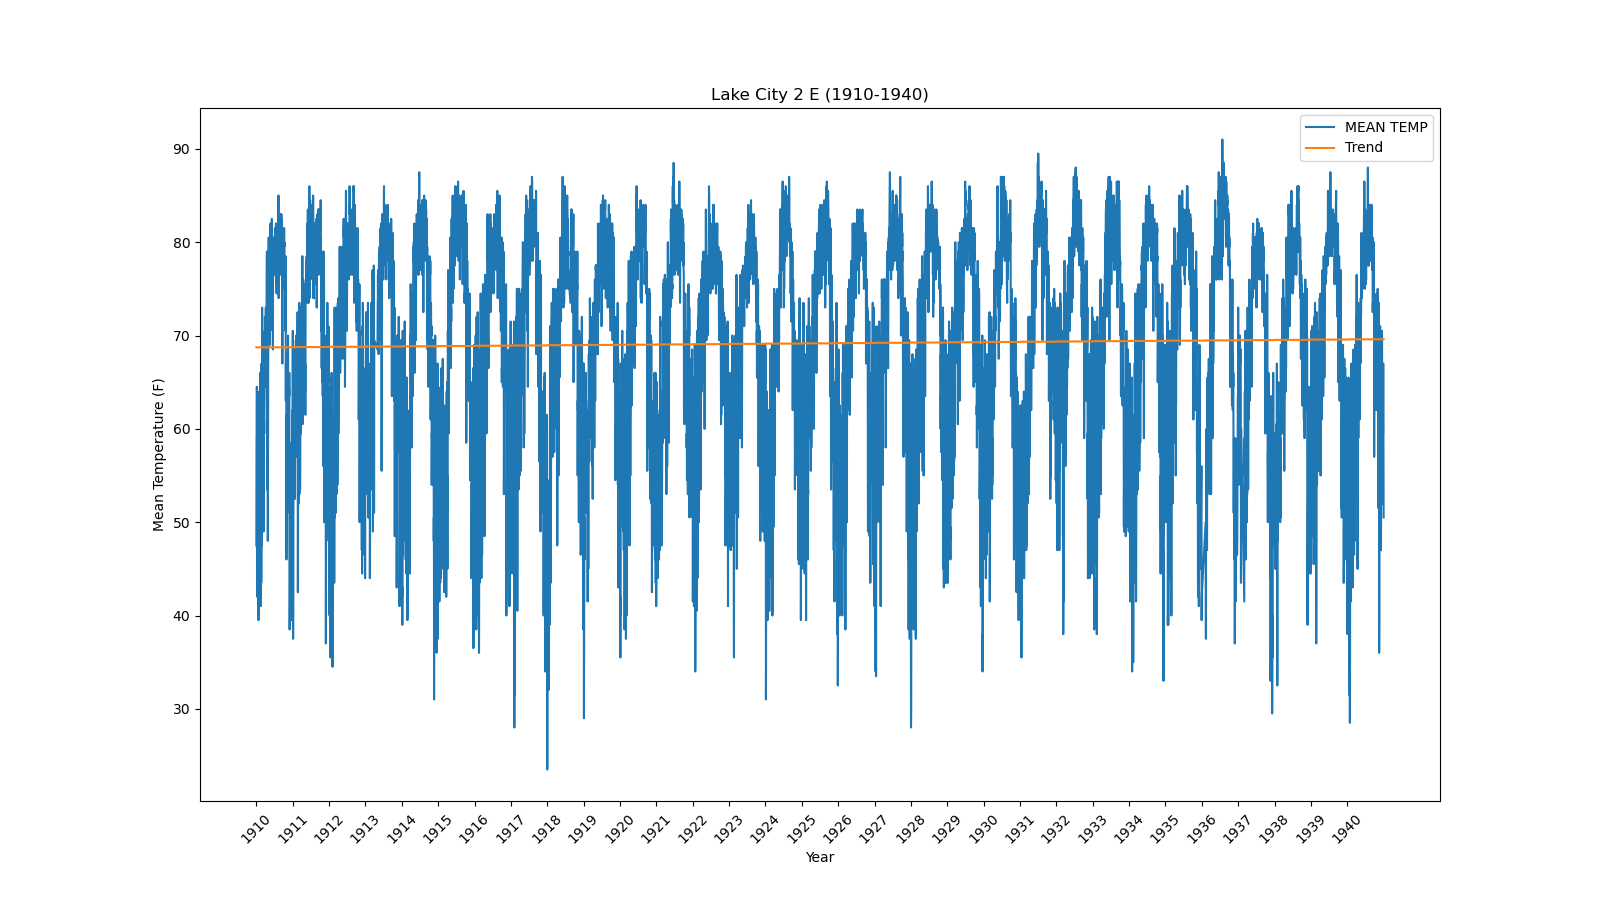 Lake City 2 E (1910-1940)
MEAN TEMP
Trend
Mean Temperature (F)
90
80
70
60
50
40
30
1910 1911 1912 1913 1914 1915 1916 1917 1918 1919 1920 1921 1922 1923 1924 1925 1926 1927 1928 1929 1930 1931 1932 1933 1934 1935 1936 1937 1938 1939 1940
Year